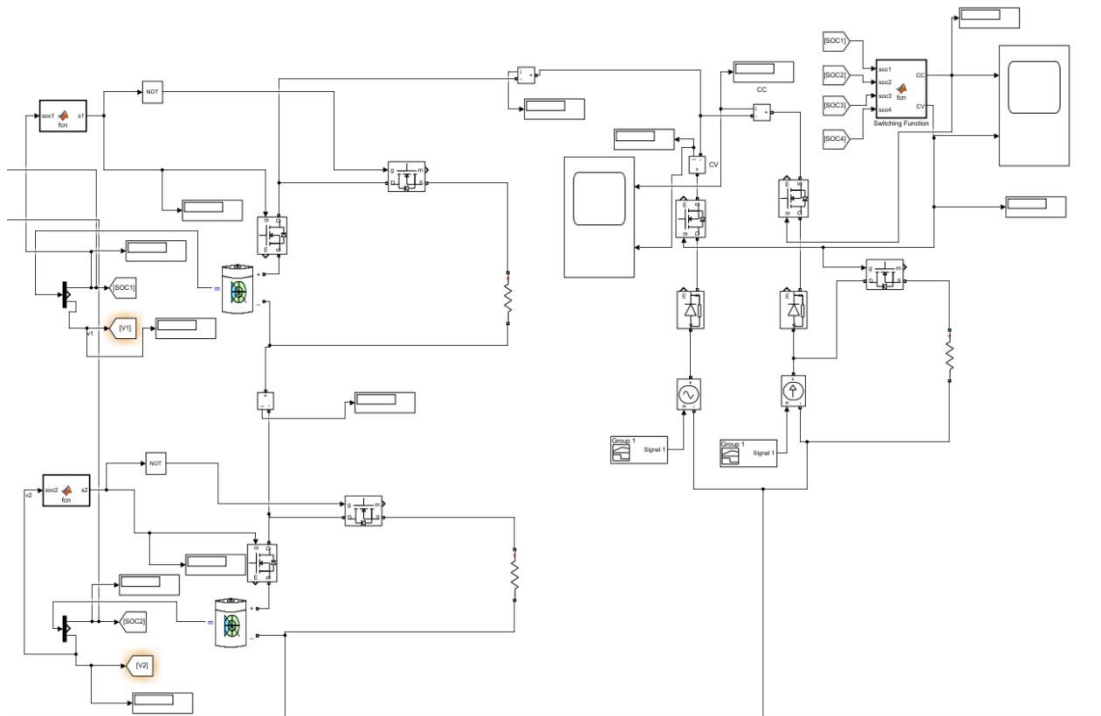 [SOC1]
[SOC2]
[SOC3]
[SOC4]
soc1
soc2
soc3
soc4
fcn
CC
CV
Switching Function
CC
CV
NOT
soc1
fcn
s1
g
m
D
S
m
+
[SOC1]
[V1]
v1
Group 1
Signal 1
Group 1
Signal 1
NOT
soc2
fcn
s2
v2
g
m
D
S
m
+
[SOC2]
[V2]
g
m
D
S